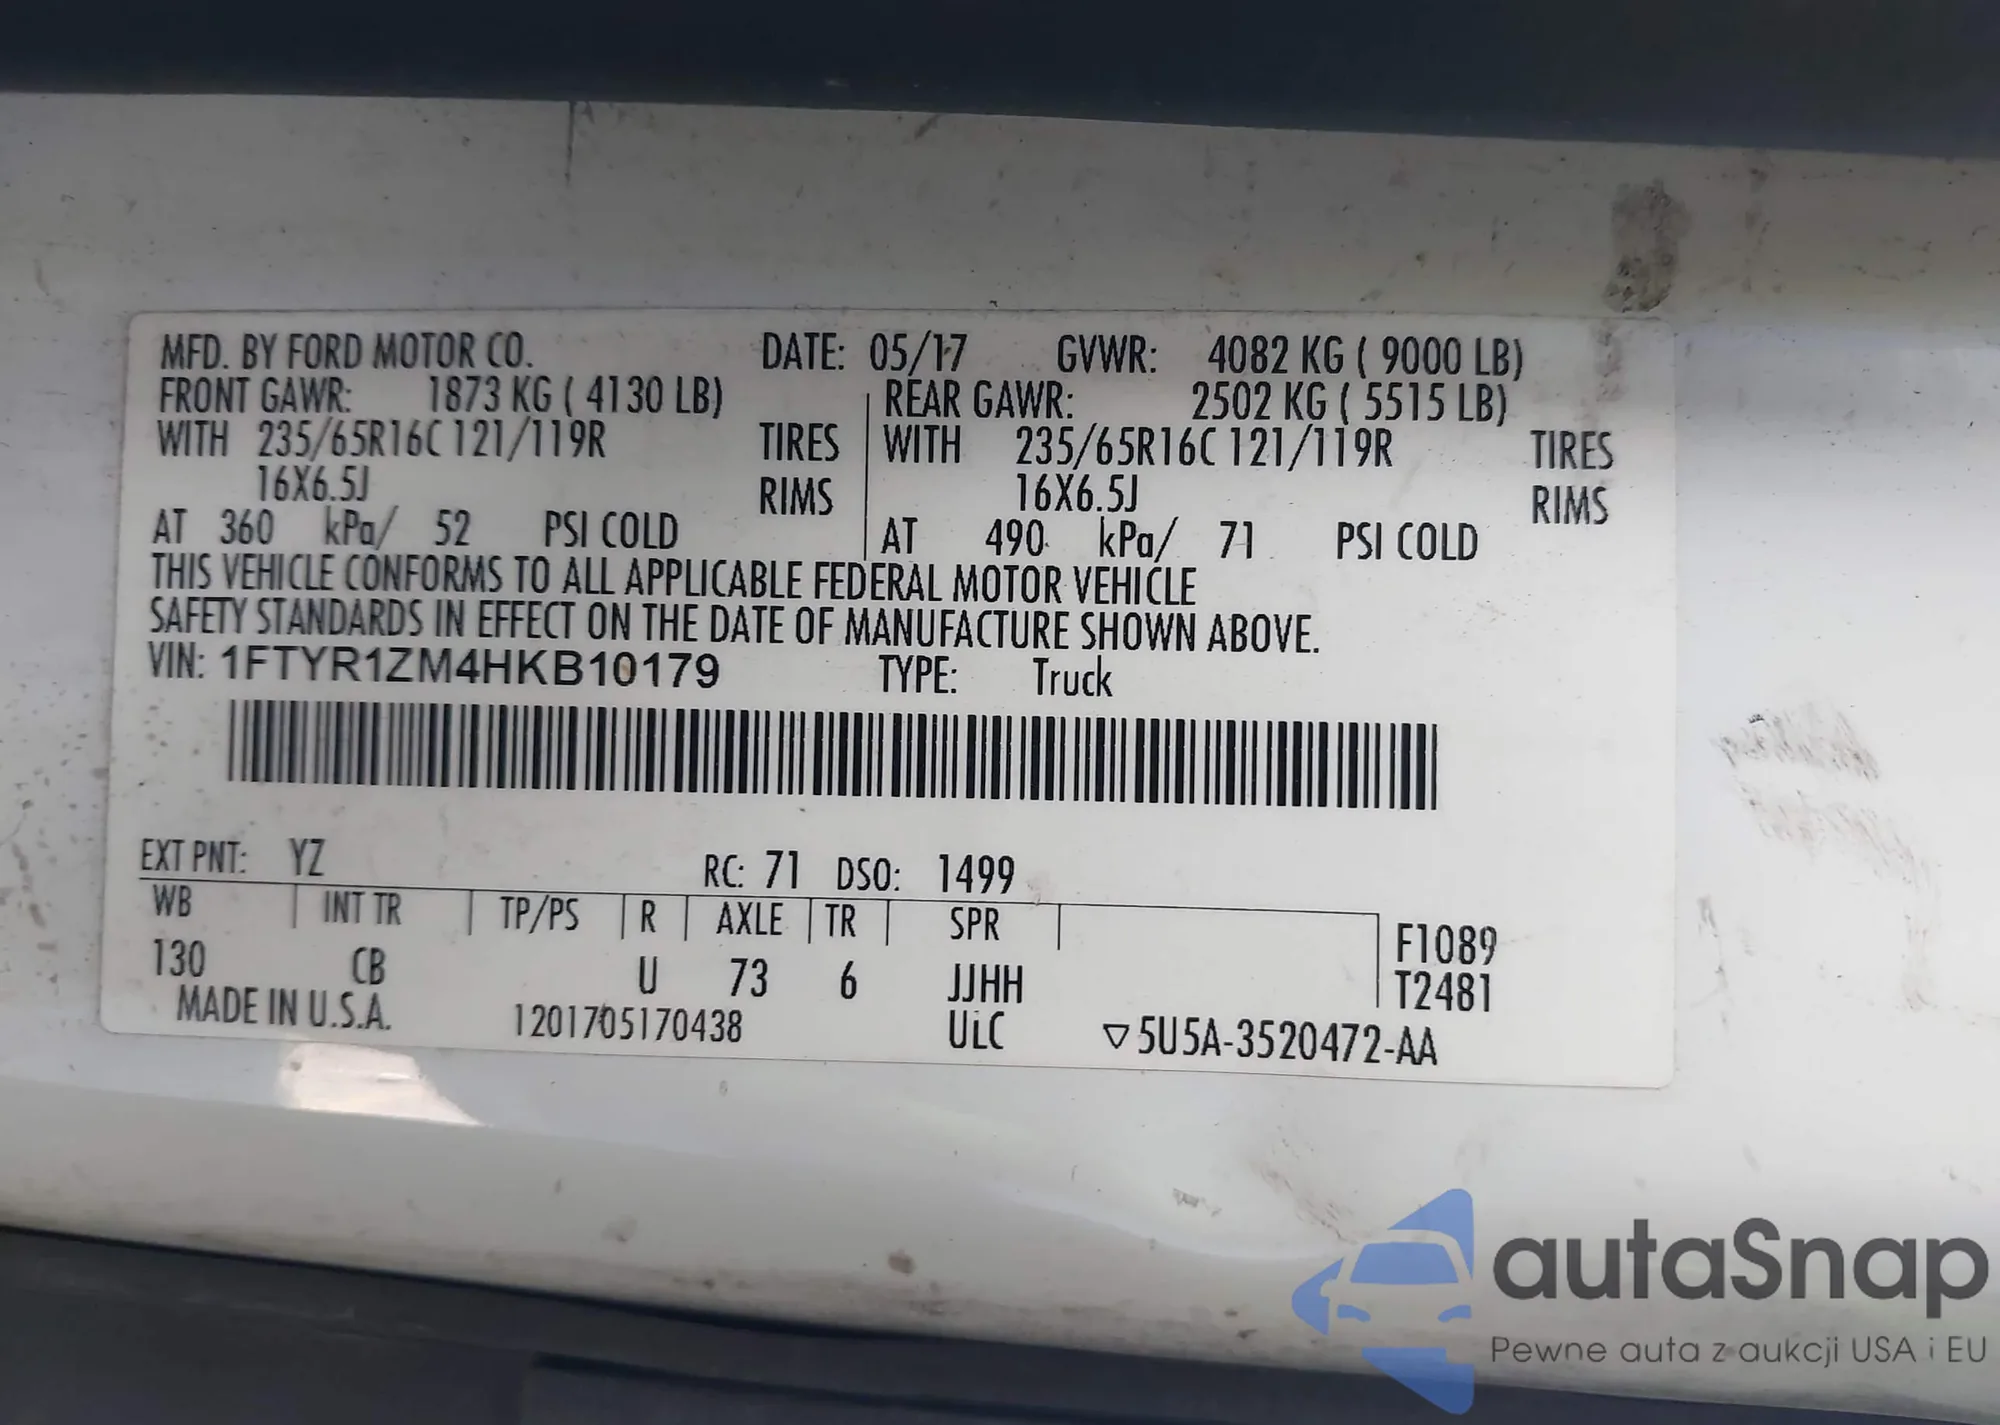 MFD. BY FORD MOTOR CO. DATE: 05/17 GVWR: 4082 KG ( 9000 LB)
FRONT GAWR: 1873 KG ( 4130 LB) REAR GAWR: 2502 KG ( 5515 LB)
WITH 235/65R16C 121/119R TIRES WITH 235/65R16C 121/119R TIRES
16X6.5J RIMS 16X6.5J RIMS
AT 360 kPa/ 52 PSI COLD AT 490 kPa/ 71 PSI COLD
THIS VEHICLE CONFORMS TO ALL APPLICABLE FEDERAL MOTOR VEHICLE
SAFETY STANDARDS IN EFFECT ON THE DATE OF MANUFACTURE SHOWN ABOVE.
VIN: 1FTYR1ZM4HKB10179 TYPE: Truck
EXT PNT: YZ RC: 71 DSO: 1499
WB INT TR TP/PS R AXLE TR SPR F1089
130 CB U 73 6 JJHH T2481
MADE IN U.S.A. 1201705170438 UiC ▽5U5A-3520472-AA
autaSnap
Pewne auta z aukcji USA i EU